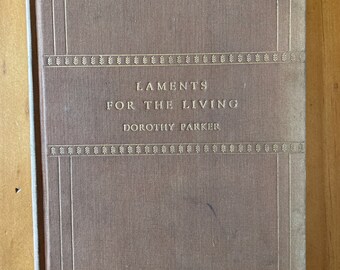 LAMENTS
FOR THE LIVING
DOROTHY PARKER